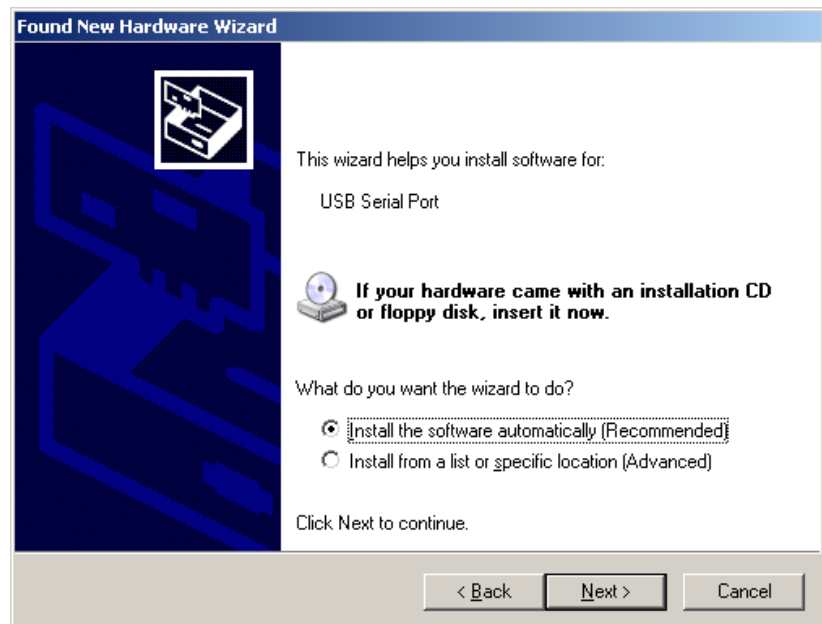 Found New Hardware Wizard
This wizard helps you install software for:
USB Serial Port
If your hardware came with an installation CD
or floppy disk, insert it now.
What do you want the wizard to do?
Install the software automatically (Recommended)
Install from a list or specific location (Advanced)
Click Next to continue.
< Back
Next >
Cancel